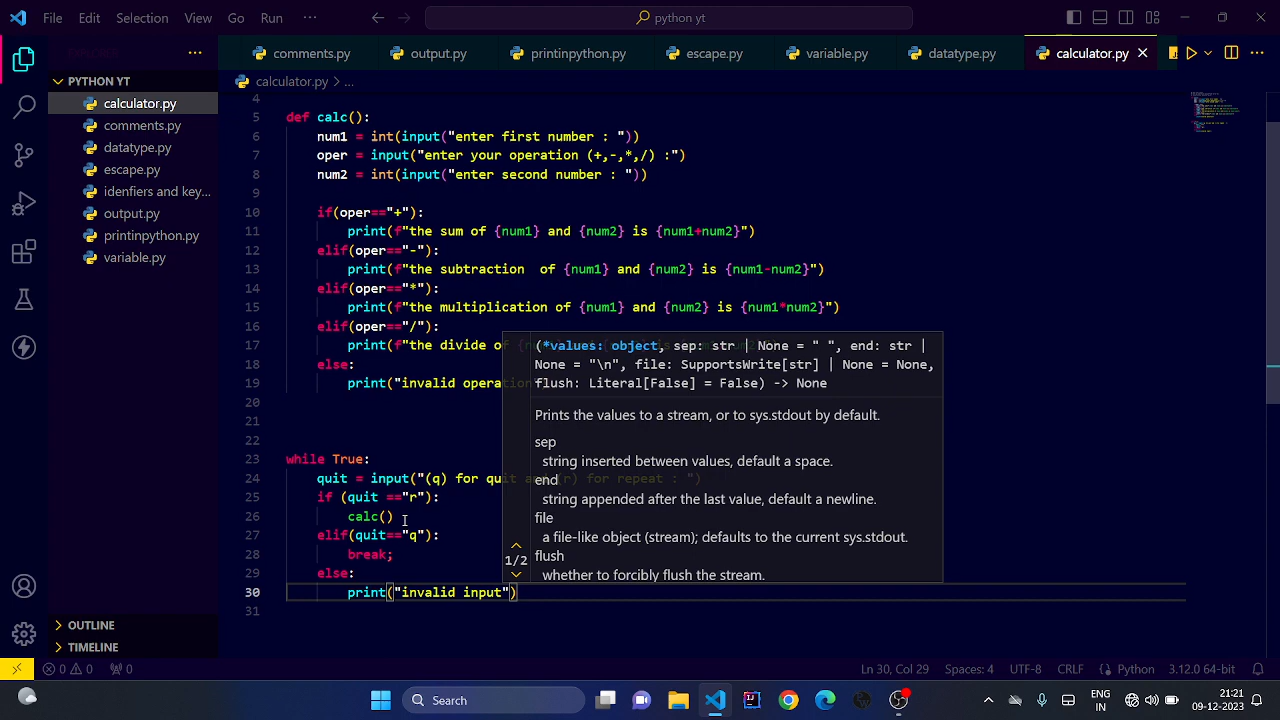 File Edit Selection View Go Run ··· python yt
comments.py output.py printinpython.py escape.py variable.py datatype.py calculator.py
PYTHON YT
calculator.py
comments.py
datatype.py
escape.py
idenfiers and key...
output.py
printinpython.py
variable.py
OUTLINE
TIMELINE
calculator.py > ...
4
5 def calc():
6 num1 = int(input("enter first number : "))
7 oper = input("enter your operation (+,-,*,/) :")
8 num2 = int(input("enter second number : "))
9
10 if(oper=="+"):
11 print(f"the sum of {num1} and {num2} is {num1+num2}")
12 elif(oper=="-"):
13 print(f"the subtraction  of {num1} and {num2} is {num1-num2}")
14 elif(oper=="*"):
15 print(f"the multiplication of {num1} and {num2} is {num1*num2}")
16 elif(oper=="/"):
17 print(f"the divide of
18 else:
19 print("invalid operation
20
21
22
23 while True:
24 quit = input("(q) for quit and (r) for repeat : ")
25 if (quit =="r"):
26 calc()
27 elif(quit=="q"):
28 break;
29 else:
30 print("invalid input")
31
(*values: object, sep: str | None = " ", end: str |
None = "\n", file: SupportsWrite[str] | None = None,
flush: Literal[False] = False) -> None
Prints the values to a stream, or to sys.stdout by default.
sep
string inserted between values, default a space.
end
string appended after the last value, default a newline.
file
a file-like object (stream); defaults to the current sys.stdout.
flush
whether to forcibly flush the stream.
1/2
0 0 0 Ln 30, Col 29 Spaces: 4 UTF-8 CRLF Python 3.12.0 64-bit
Search ENG 21:21
IN 09-12-2023